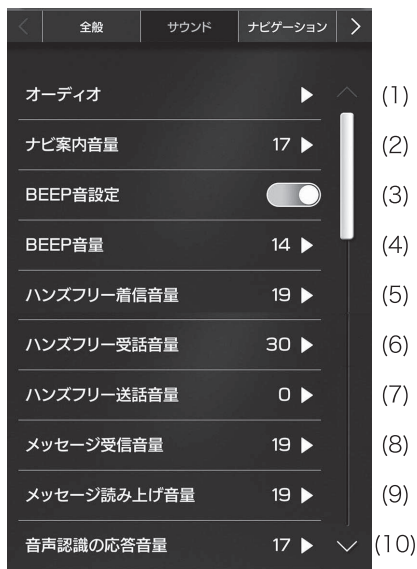 全般 サウンド ナビゲーション
オーディオ (1)
ナビ案内音量 17 (2)
BEEP音設定 (3)
BEEP音量 14 (4)
ハンズフリー着信音量 19 (5)
ハンズフリー受話音量 30 (6)
ハンズフリー送話音量 0 (7)
メッセージ受信音量 19 (8)
メッセージ読み上げ音量 19 (9)
音声認識の応答音量 17 (10)